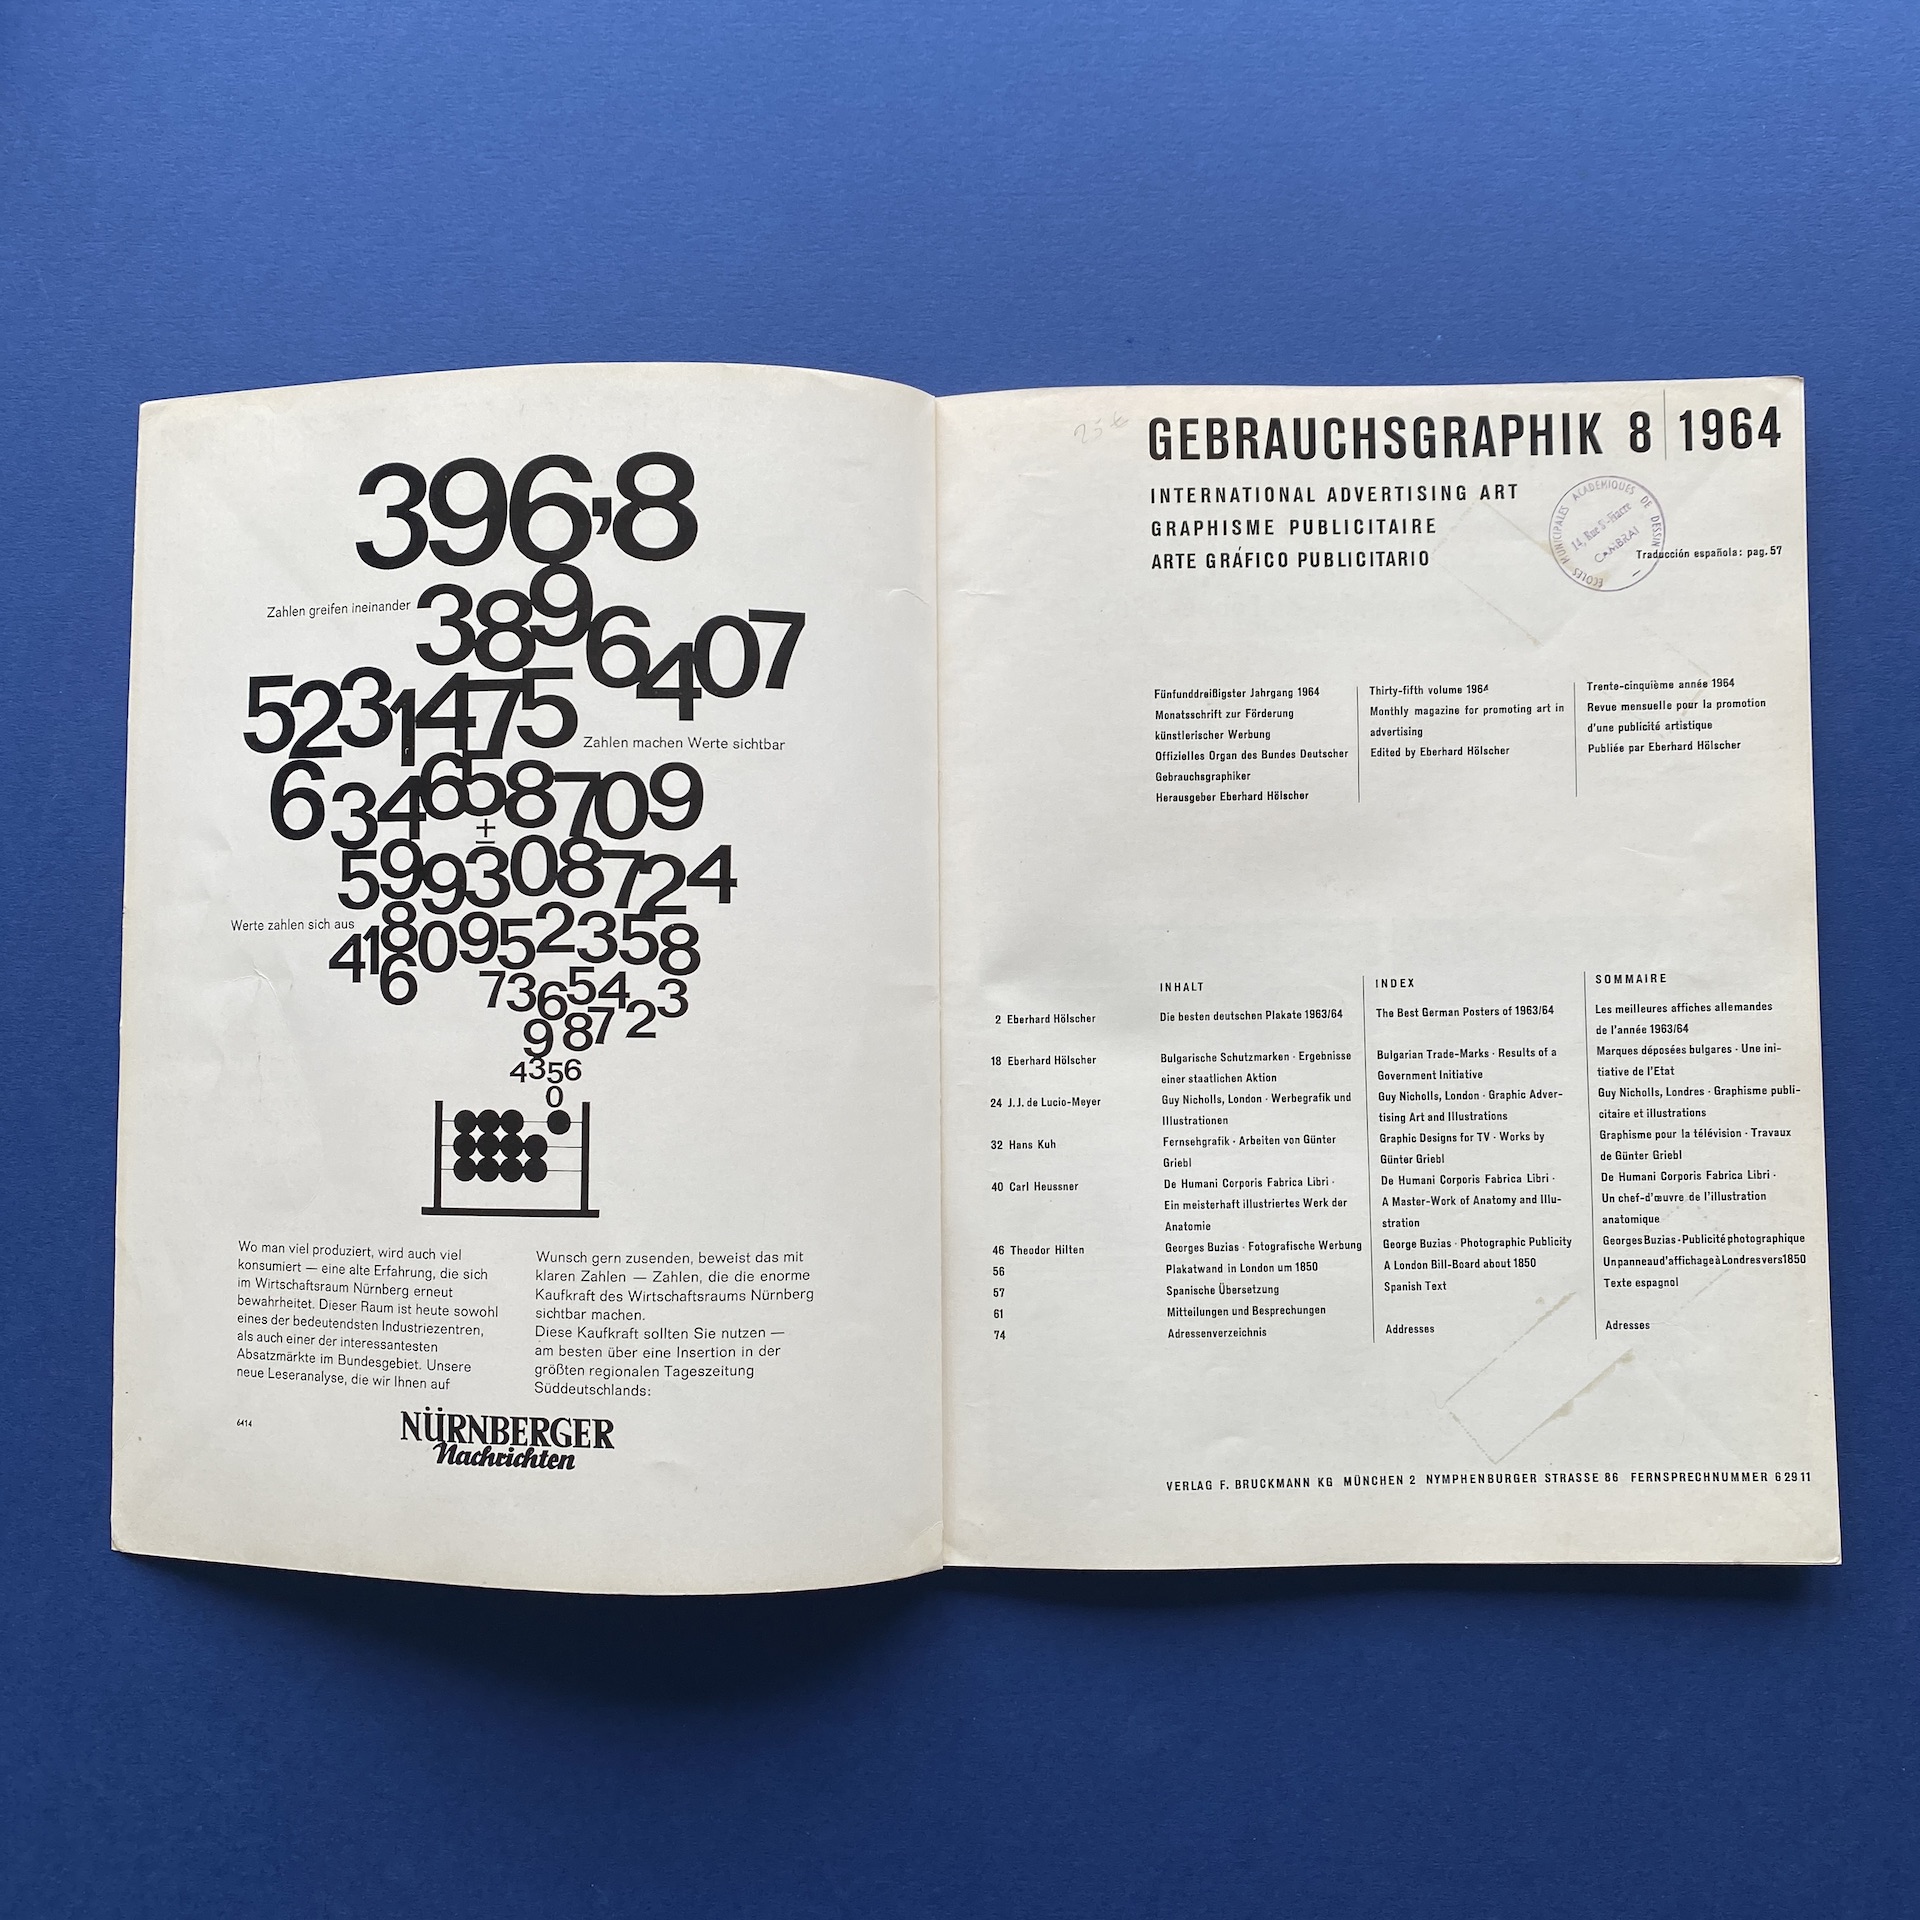 396,8
Zahlen greifen ineinander
389
6407
5231475
Zahlen machen Werte sichtbar
634658709
±
599308724
Werte zahlen sich aus
4180952358
6
7365423
987
4356
0
Wo man viel produziert, wird auch viel
konsumiert — eine alte Erfahrung, die sich
im Wirtschaftsraum Nürnberg erneut
bewahrheitet. Dieser Raum ist heute sowohl
eines der bedeutendsten Industriezentren,
als auch einer der interessantesten
Absatzmärkte im Bundesgebiet. Unsere
neue Leseranalyse, die wir Ihnen auf
Wunsch gern zusenden, beweist das mit
klaren Zahlen — Zahlen, die die enorme
Kaufkraft des Wirtschaftsraums Nürnberg
sichtbar machen.
Diese Kaufkraft sollten Sie nutzen —
am besten über eine Insertion in der
größten regionalen Tageszeitung
Süddeutschlands:
6414
NÜRNBERGER
Nachrichten
25 €
GEBRAUCHSGRAPHIK 8 | 1964
INTERNATIONAL ADVERTISING ART
GRAPHISME PUBLICITAIRE
ARTE GRÁFICO PUBLICITARIO
ECOLES MUNICIPALES ACADEMIQUES DE DESSIN
14, Rue St-Fiacre
CAMBRAI
Traducción española: pag. 57
Fünfunddreißigster Jahrgang 1964
Monatsschrift zur Förderung
künstlerischer Werbung
Offizielles Organ des Bundes Deutscher
Gebrauchsgraphiker
Herausgeber Eberhard Hölscher
Thirty-fifth volume 1964
Monthly magazine for promoting art in
advertising
Edited by Eberhard Hölscher
Trente-cinquième année 1964
Revue mensuelle pour la promotion
d'une publicité artistique
Publiée par Eberhard Hölscher
2 Eberhard Hölscher
18 Eberhard Hölscher
24 J.J. de Lucio-Meyer
32 Hans Kuh
40 Carl Heussner
46 Theodor Hilten
56
57
61
74
INHALT
Die besten deutschen Plakate 1963/64
Bulgarische Schutzmarken · Ergebnisse
einer staatlichen Aktion
Guy Nicholls, London · Werbegrafik und
Illustrationen
Fernsehgrafik · Arbeiten von Günter
Griebl
De Humani Corporis Fabrica Libri ·
Ein meisterhaft illustriertes Werk der
Anatomie
Georges Buzias · Fotografische Werbung
Plakatwand in London um 1850
Spanische Übersetzung
Mitteilungen und Besprechungen
Adressenverzeichnis
INDEX
The Best German Posters of 1963/64
Bulgarian Trade-Marks · Results of a
Government Initiative
Guy Nicholls, London · Graphic Adver-
tising Art and Illustrations
Graphic Designs for TV · Works by
Günter Griebl
De Humani Corporis Fabrica Libri ·
A Master-Work of Anatomy and Illu-
stration
George Buzias · Photographic Publicity
A London Bill-Board about 1850
Spanish Text
Addresses
SOMMAIRE
Les meilleures affiches allemandes
de l'année 1963/64
Marques déposées bulgares · Une ini-
tiative de l'Etat
Guy Nicholls, Londres · Graphisme publi-
citaire et illustrations
Graphisme pour la télévision · Travaux
de Günter Griebl
De Humani Corporis Fabrica Libri ·
Un chef-d'œuvre de l'illustration
anatomique
Georges Buzias · Publicité photographique
Un panneau d'affichage à Londres vers 1850
Texte espagnol
Adresses
VERLAG F. BRUCKMANN KG MÜNCHEN 2 NYMPHENBURGER STRASSE 86 FERNSPRECHNUMMER 6 29 11